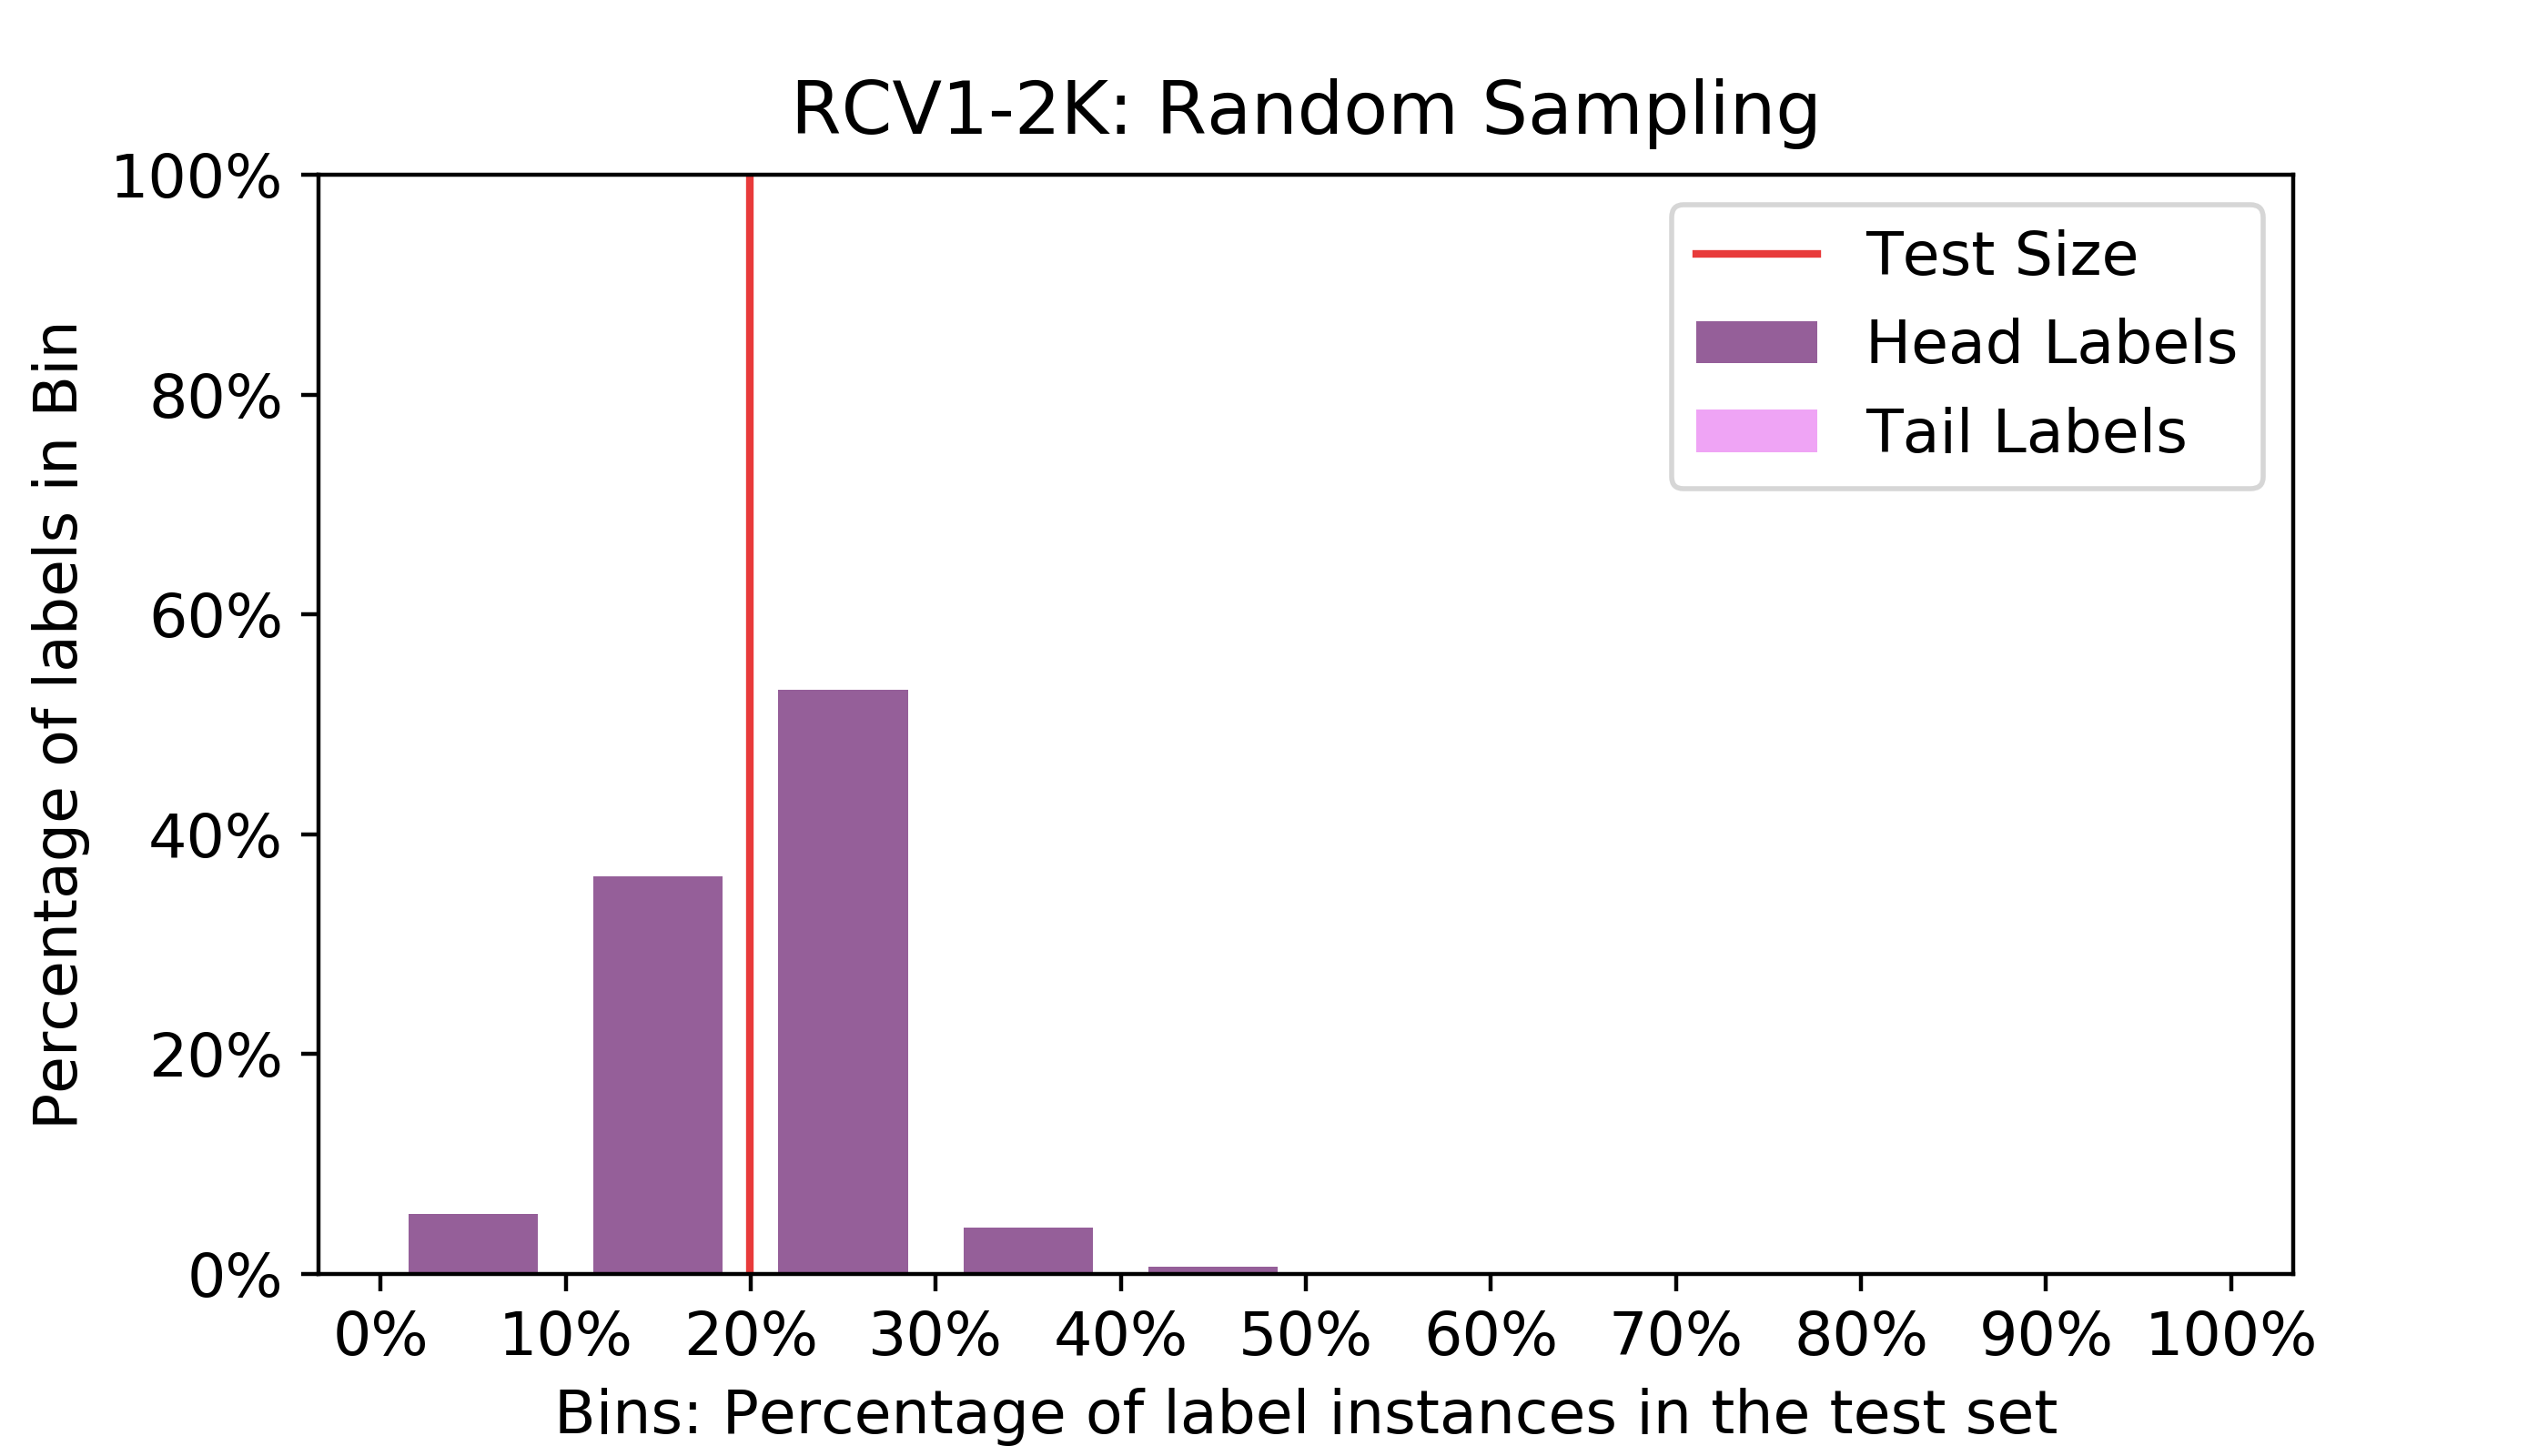 RCV1-2K: Random Sampling
100%
80%
60%
40%
20%
0%
Percentage of labels in Bin
Test Size
Head Labels
Tail Labels
0% 10% 20% 30% 40% 50% 60% 70% 80% 90% 100%
Bins: Percentage of label instances in the test set